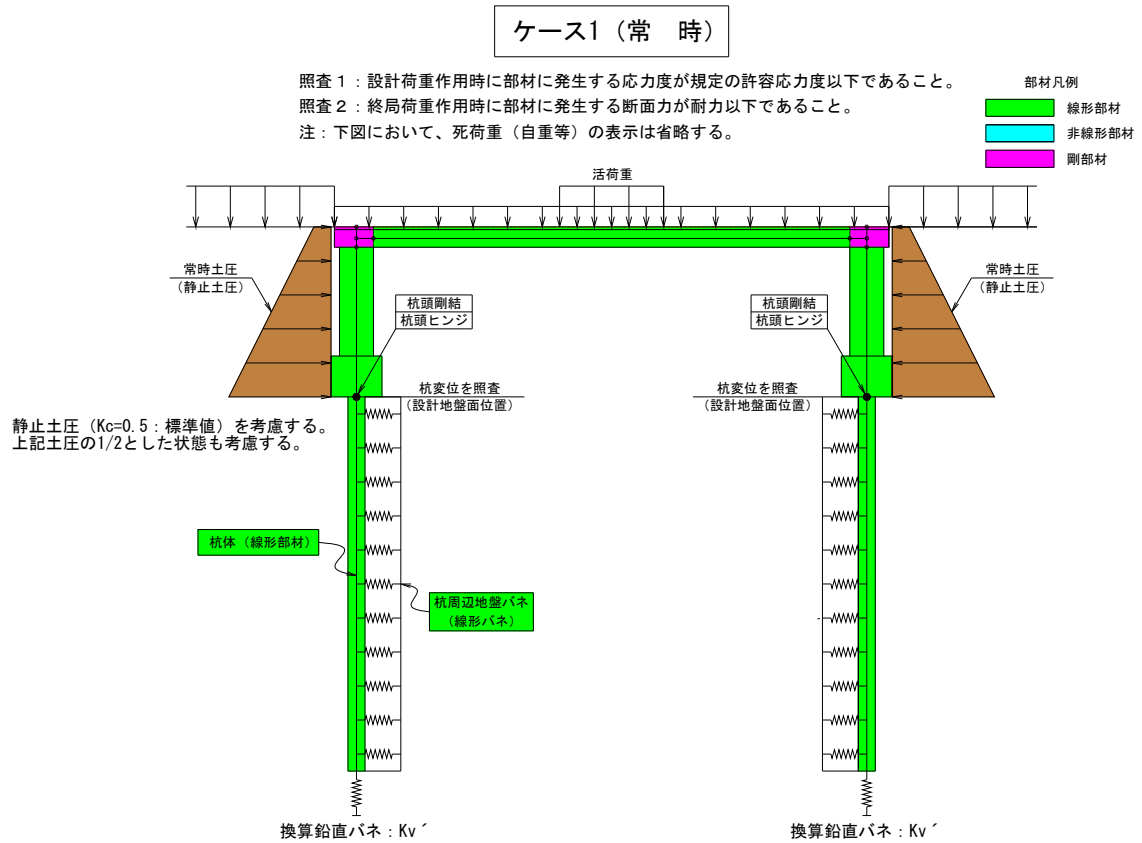 ケース1（常　時）
照査１：設計荷重作用時に部材に発生する応力度が規定の許容応力度以下であること。
照査２：終局荷重作用時に部材に発生する断面力が耐力以下であること。
注：下図において、死荷重（自重等）の表示は省略する。
部材凡例
線形部材
非線形部材
剛部材
活荷重
常時土圧
（静止土圧）
常時土圧
（静止土圧）
杭頭剛結
杭頭ヒンジ
杭頭剛結
杭頭ヒンジ
杭変位を照査
（設計地盤面位置）
杭変位を照査
（設計地盤面位置）
静止土圧（Kc=0.5：標準値）を考慮する。
上記土圧の1/2とした状態も考慮する。
杭体（線形部材）
杭周辺地盤バネ
（線形バネ）
換算鉛直バネ：Kv´
換算鉛直バネ：Kv´